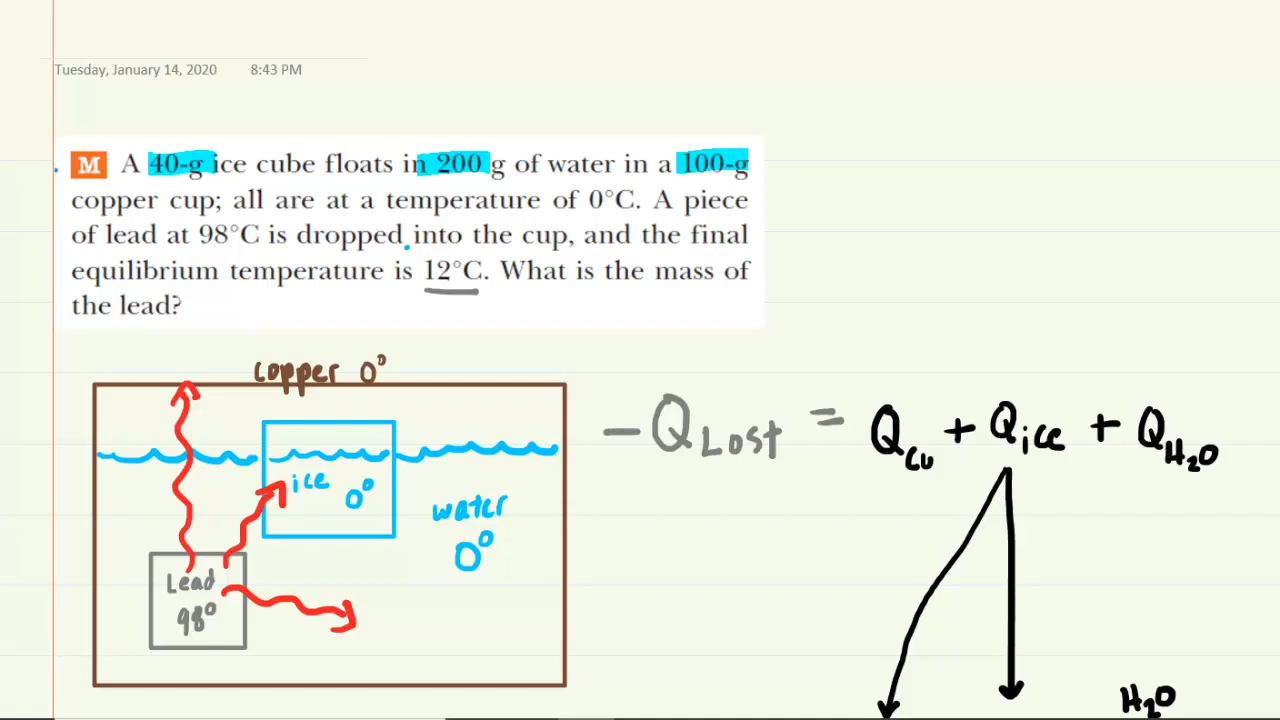 Tuesday, January 14, 2020 8:43 PM
M A 40-g ice cube floats in 200 g of water in a 100-g
copper cup; all are at a temperature of 0°C. A piece
of lead at 98°C is dropped into the cup, and the final
equilibrium temperature is 12°C. What is the mass of
the lead?
copper 0°
-Q Lost = Q Cu + Q ice + Q H2O
ice
0°
water
0°
Lead
98°
H2O